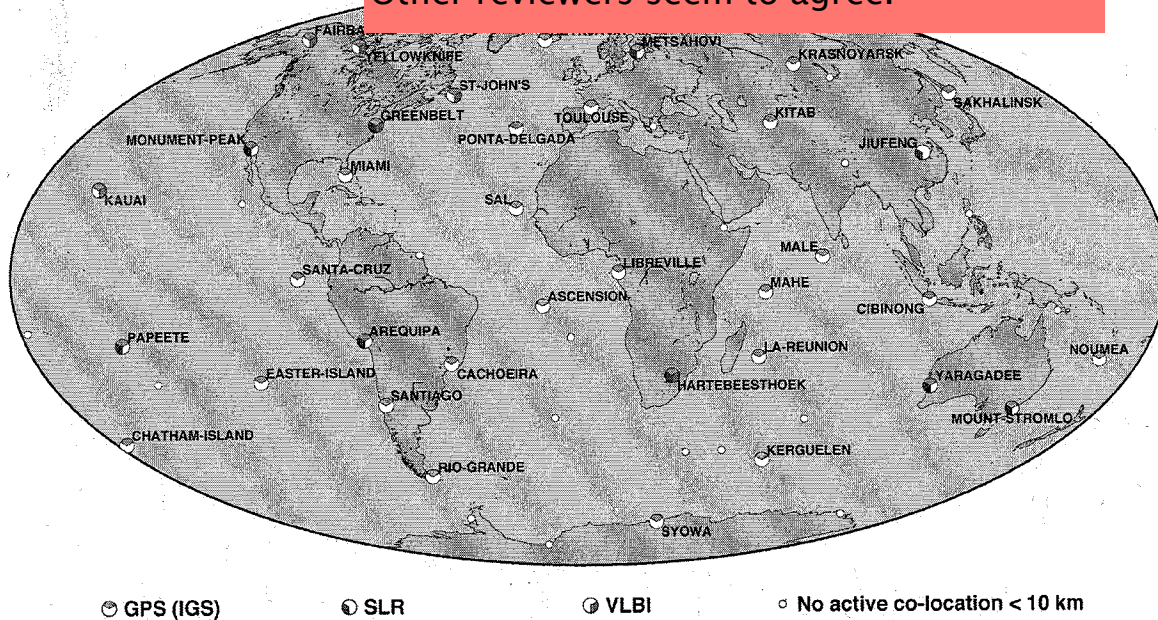 Other reviewers seem to agree.
METSAHOVI
KRASNOYARSK
YELLOWKNIFE
ST-JOHN'S
SAKHALINSK
GREENBELT
TOULOUSE
KITAB
MONUMENT-PEAK
PONTA-DELGADA
JIUFENG
MIAMI
KAUAI
SAL
MALE
LIBREVILLE
SANTA-CRUZ
MAHE
ASCENSION
CIBINONG
PAPEETE
AREQUIPA
LA-REUNION
NOUMEA
EASTER-ISLAND
CACHOEIRA
HARTEBEESTHOEK
YARAGADEE
SANTIAGO
MOUNT-STROMLO
CHATHAM-ISLAND
KERGUELEN
RIO-GRANDE
SYOWA
GPS (IGS) SLR VLBI No active co-location < 10 km